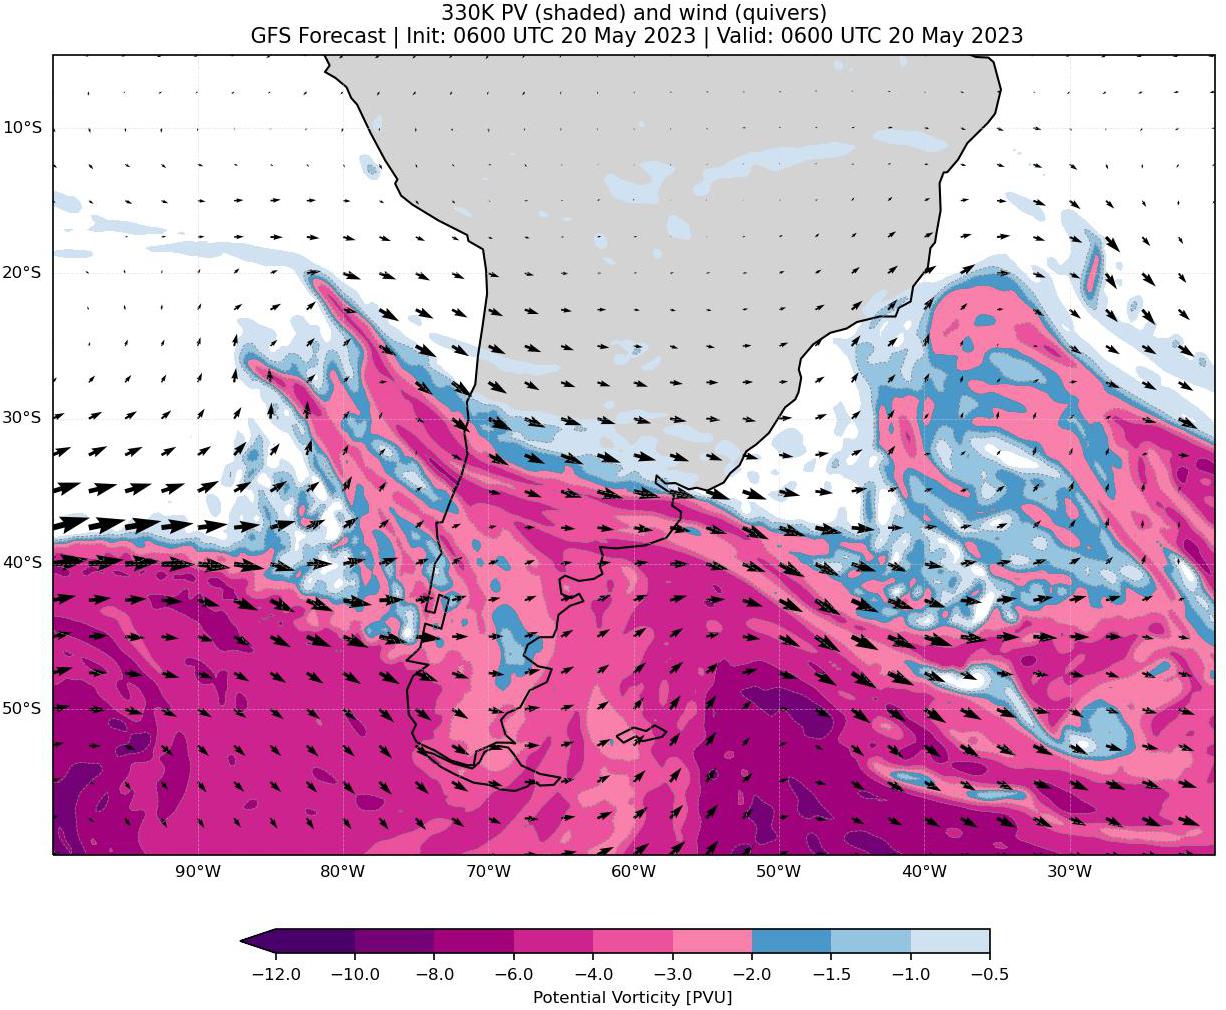 330K PV (shaded) and wind (quivers)
GFS Forecast | Init: 0600 UTC 20 May 2023 | Valid: 0600 UTC 20 May 2023
10°S
20°S
30°S
40°S
50°S
90°W 80°W 70°W 60°W 50°W 40°W 30°W
−12.0 −10.0 −8.0 −6.0 −4.0 −3.0 −2.0 −1.5 −1.0 −0.5
Potential Vorticity [PVU]